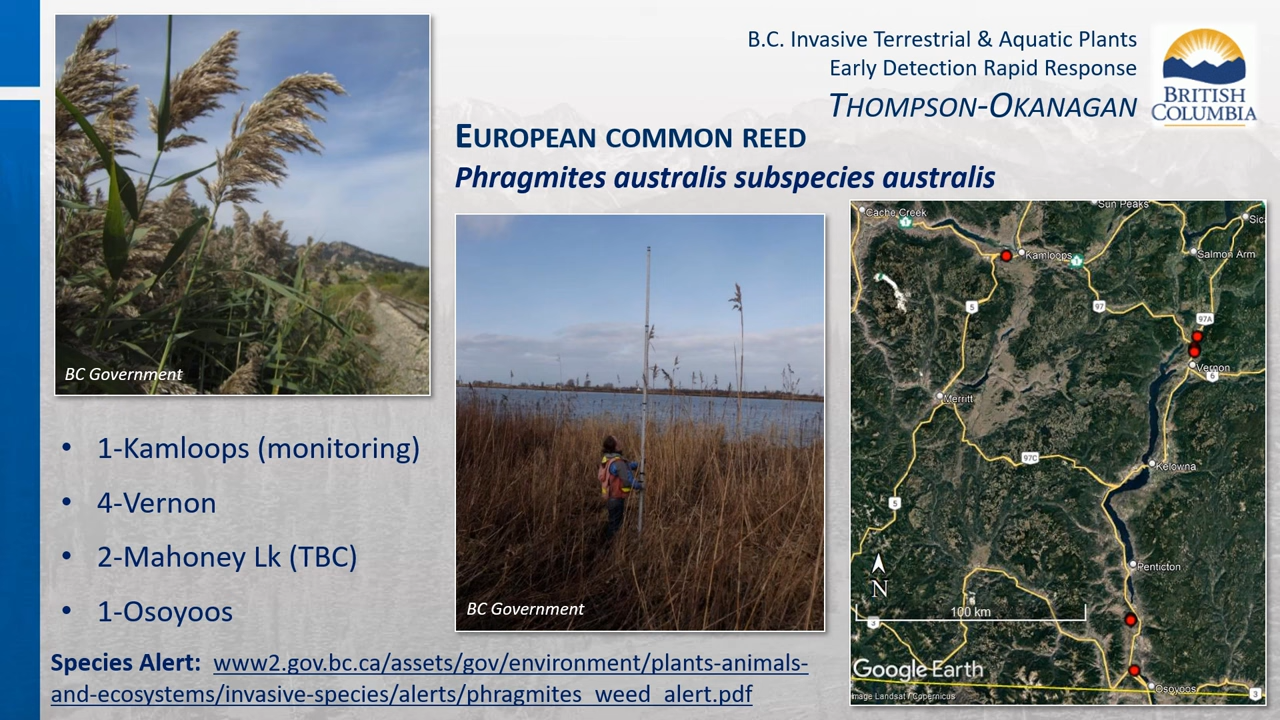 B.C. Invasive Terrestrial & Aquatic Plants
Early Detection Rapid Response
THOMPSON-OKANAGAN
BRITISH
COLUMBIA
EUROPEAN COMMON REED
Phragmites australis subspecies australis
BC Government
BC Government
• 1-Kamloops (monitoring)
• 4-Vernon
• 2-Mahoney Lk (TBC)
• 1-Osoyoos
Species Alert: www2.gov.bc.ca/assets/gov/environment/plants-animals-
and-ecosystems/invasive-species/alerts/phragmites_weed_alert.pdf
Cache Creek
Sun Peaks
Sic
1
Kamloops
1
Salmon Arm
5
97
97A
Vernon
6
Merritt
97C
Kelowna
5
N
Penticton
100 km
3
Google Earth
Image Landsat / Copernicus
Osoyoos
3